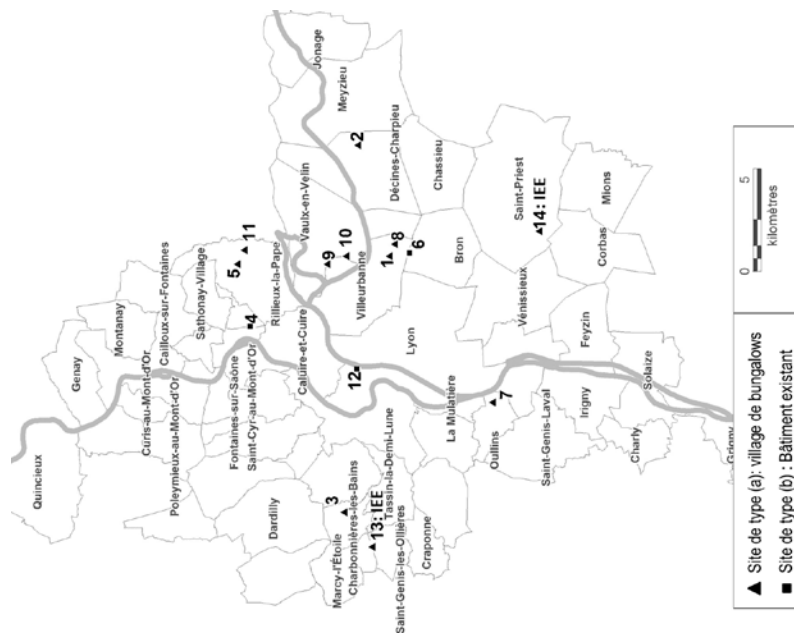 Quincieux
Genay
Montanay
Curis-au-Mont-d'Or
Cailloux-sur-Fontaines
Poleymieux-au-Mont-d'Or
Sathonay-Village
5
11
4
Fontaines-sur-Saône
Saint-Cyr-au-Mont-d'Or
Rillieux-la-Pape
Caluire-et-Cuire
Dardilly
Vaulx-en-Velin
9
10
Jonage
Meyzieu
2
Villeurbanne
1
8
6
Décines-Charpieu
Chassieu
12
Lyon
Bron
Marcy-l'Étoile
3
Charbonnières-les-Bains
13: IEE
Tassin-la-Demi-Lune
Saint-Genis-les-Ollières
Craponne
La Mulatière
Oullins
7
Saint-Genis-Laval
Vénissieux
Saint-Priest
14: IEE
Feyzin
Corbas
Mions
Irigny
Solaize
Charly
Grigny
▲ Site de type (a): village de bungalows
■ Site de type (b) : Bâtiment existant
0 5
kilomètres